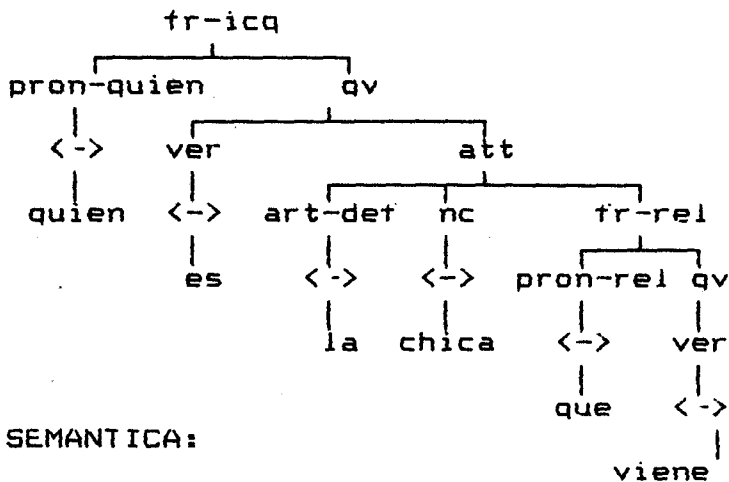 fr-icq
pron-quien qv
<-> ver att
quien <-> art-def nc fr-rel
es <-> <-> pron-rel qv
la chica <-> ver
que <->
SEMANTICA:
viene